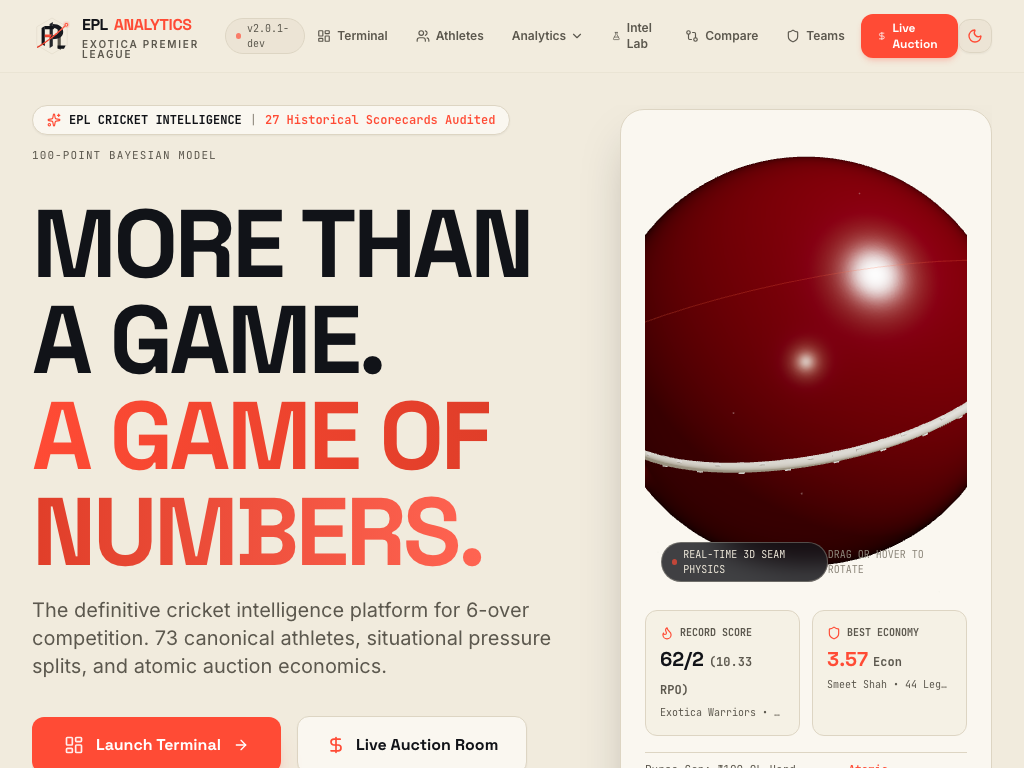 EPL ANALYTICS
EXOTICA PREMIER
LEAGUE
v2.0.1-
dev
Terminal
Athletes
Analytics
Intel
Lab
Compare
Teams
Live
Auction
EPL CRICKET INTELLIGENCE | 27 Historical Scorecards Audited
100-POINT BAYESIAN MODEL
MORE THAN
A GAME.
A GAME OF
NUMBERS.
The definitive cricket intelligence platform for 6-over
competition. 73 canonical athletes, situational pressure
splits, and atomic auction economics.
Launch Terminal
Live Auction Room
REAL-TIME 3D SEAM
PHYSICS
DRAG OR HOVER TO
ROTATE
RECORD SCORE
62/2 (10.33
RPO)
Exotica Warriors • …
BEST ECONOMY
3.57 Econ
Smeet Shah • 44 Leg…